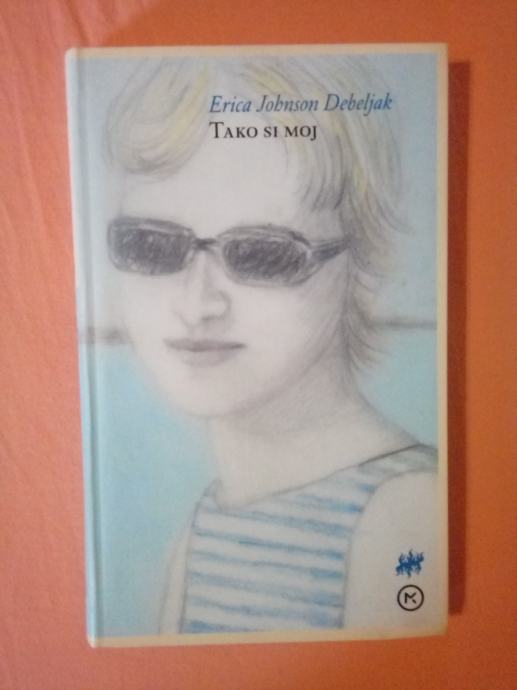 Erica Johnson Debeljak
TAKO SI MOJ